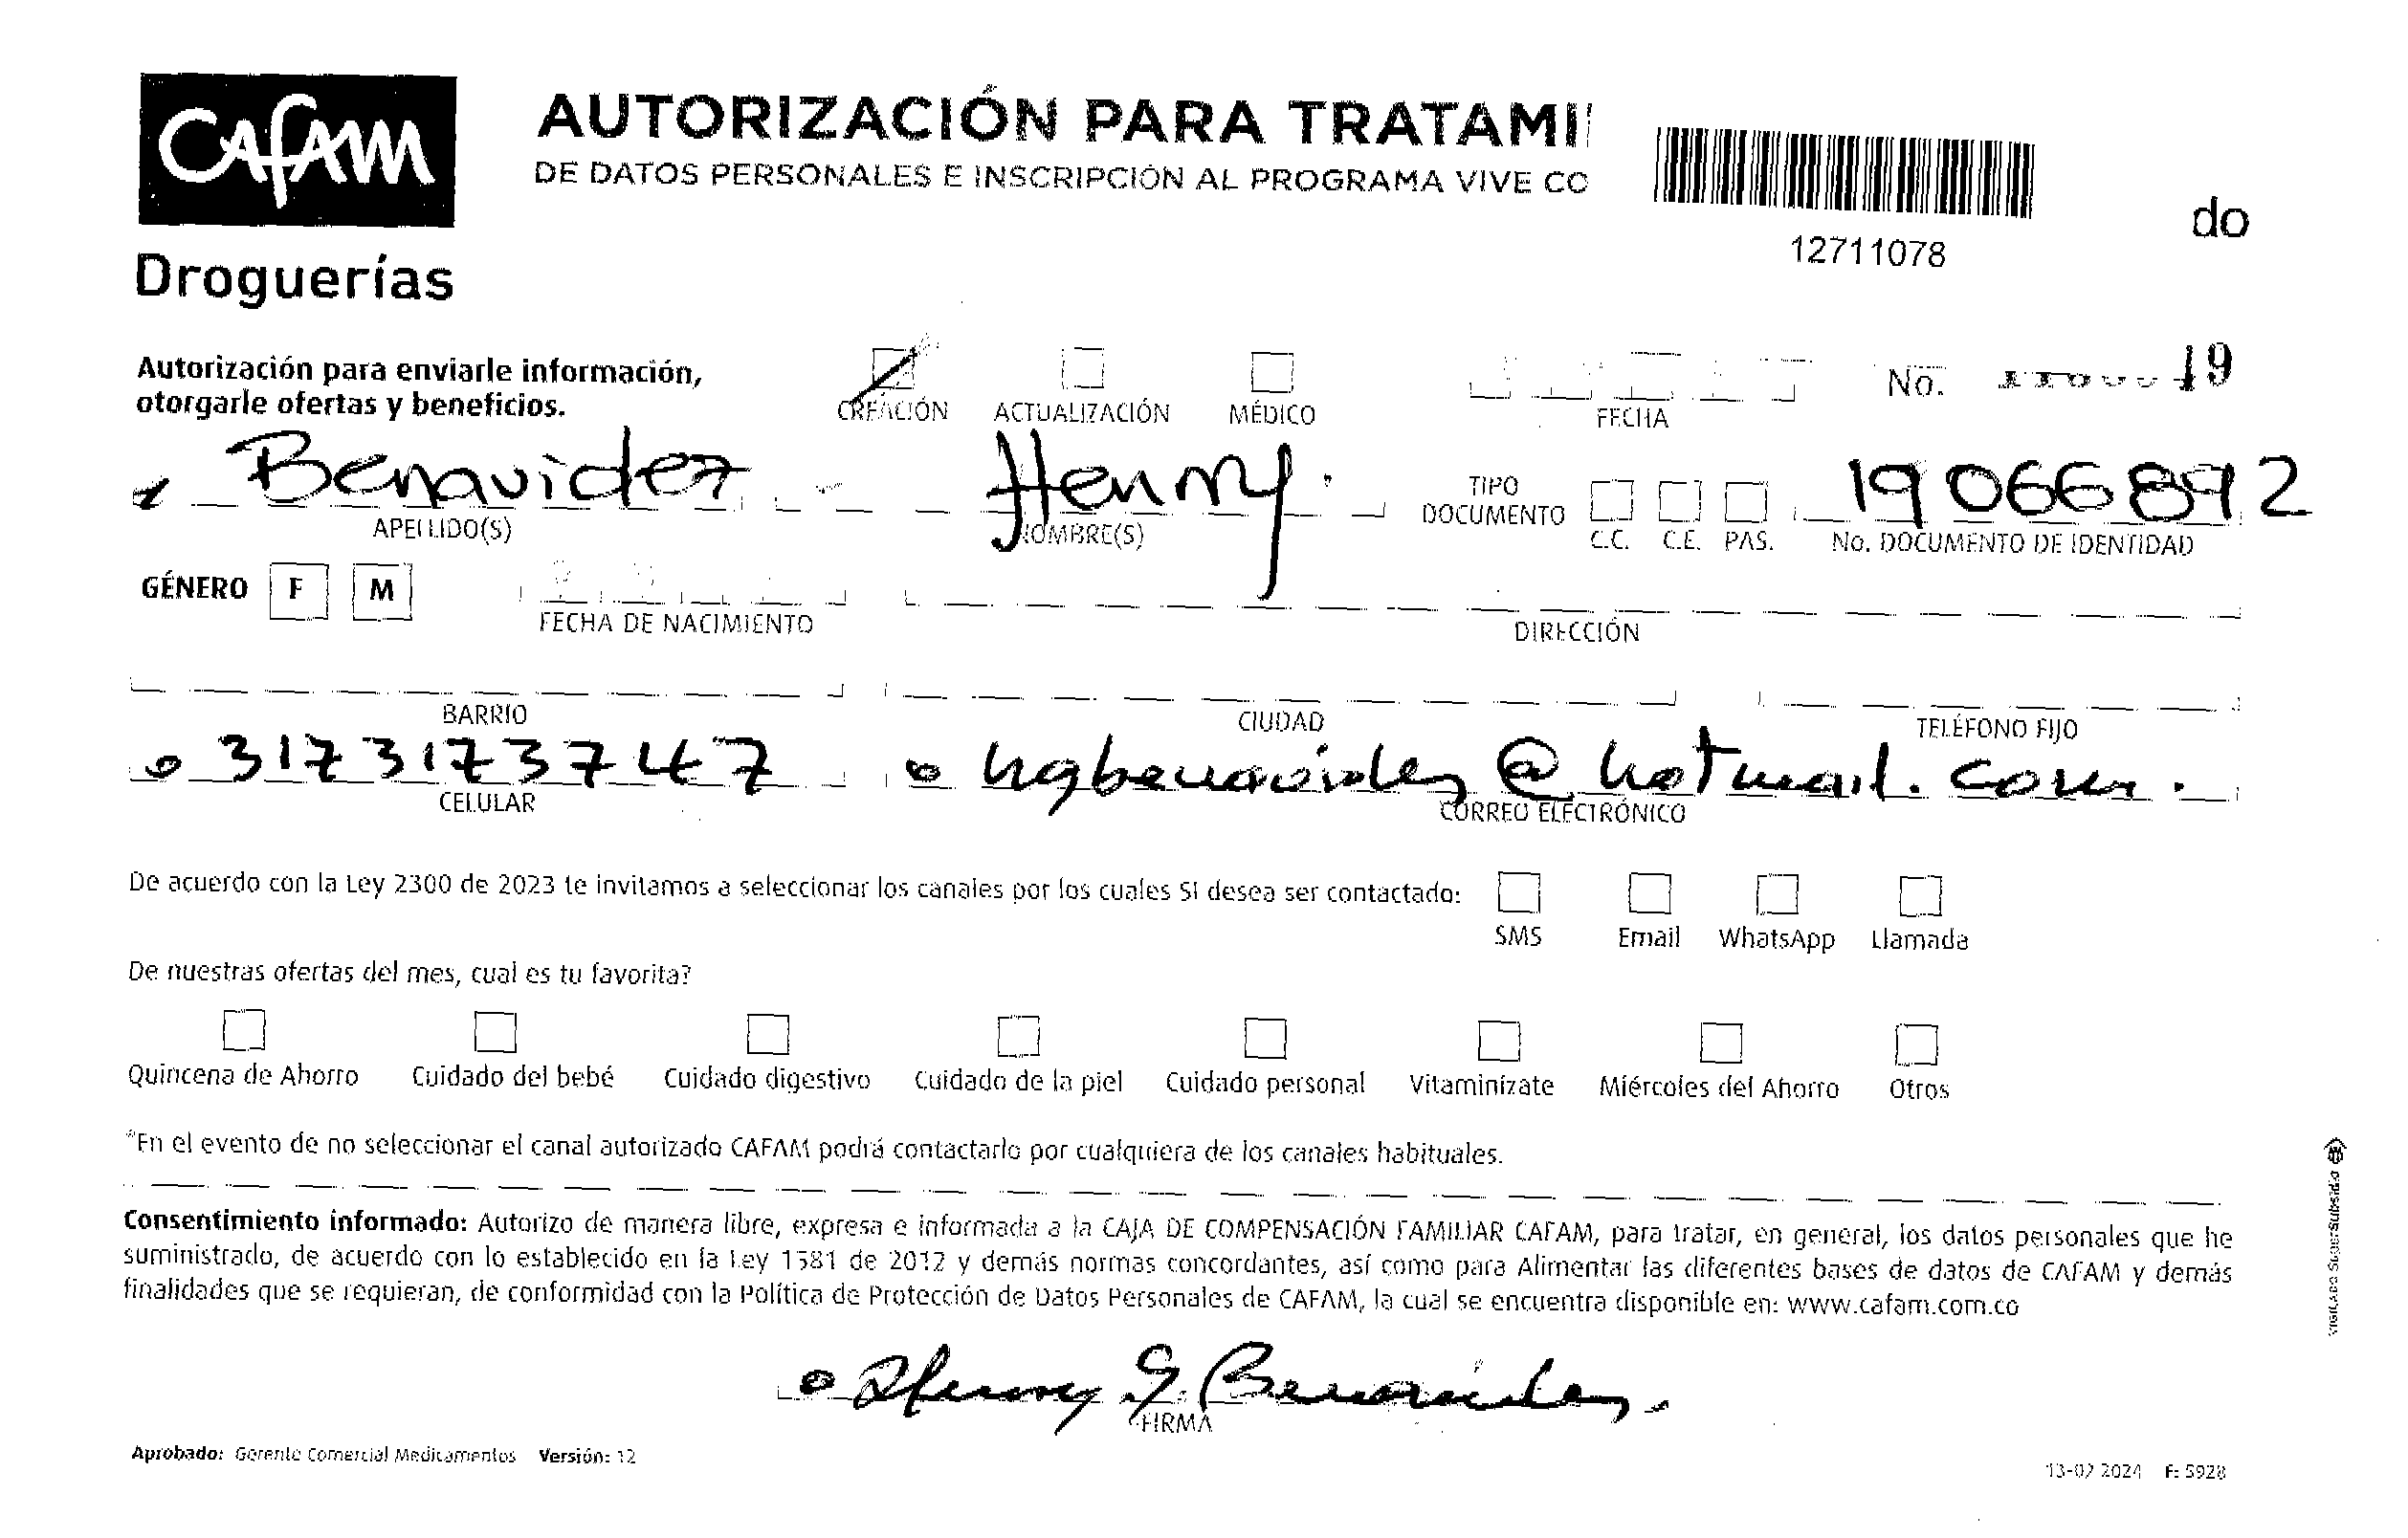 CAFAM
Droguerías
AUTORIZACIÓN PARA TRATAMI
DE DATOS PERSONALES E INSCRIPCIÓN AL PROGRAMA VIVE CO
12711078
do
Autorización para enviarle información,
otorgarle ofertas y beneficios.
CREACIÓN ACTUALIZACIÓN MÉDICO
FECHA
No. 19
Benavides Henry.
TIPO
DOCUMENTO
19066892
APELLIDO(S) NOMBRE(S) C.C. C.E. PAS. No. DOCUMENTO DE IDENTIDAD
GÉNERO F M
FECHA DE NACIMIENTO DIRECCIÓN
BARRIO CIUDAD TELÉFONO FIJO
3173173747 hgbenavides@hotmail.com.
CELULAR CORREO ELECTRÓNICO
De acuerdo con la Ley 2300 de 2023 te invitamos a seleccionar los canales por los cuales SI desea ser contactado:
SMS Email WhatsApp Llamada
De nuestras ofertas del mes, cual es tu favorita?
Quincena de Ahorro Cuidado del bebé Cuidado digestivo Cuidado de la piel Cuidado personal Vitaminízate Miércoles del Ahorro Otros
*En el evento de no seleccionar el canal autorizado CAFAM podrá contactarlo por cualquiera de los canales habituales.
Consentimiento informado: Autorizo de manera libre, expresa e informada a la CAJA DE COMPENSACIÓN FAMILIAR CAFAM, para tratar, en general, los datos personales que he
suministrado, de acuerdo con lo establecido en la Ley 1581 de 2012 y demás normas concordantes, así como para Alimentar las diferentes bases de datos de CAFAM y demás
finalidades que se requieran, de conformidad con la Política de Protección de Datos Personales de CAFAM, la cual se encuentra disponible en: www.cafam.com.co
Henry G. Benavides.
FIRMA
Aprobado: Gerente Comercial Medicamentos Versión: 12
13-02 2024 F: 5928
VIGILADO SuperSubsidio